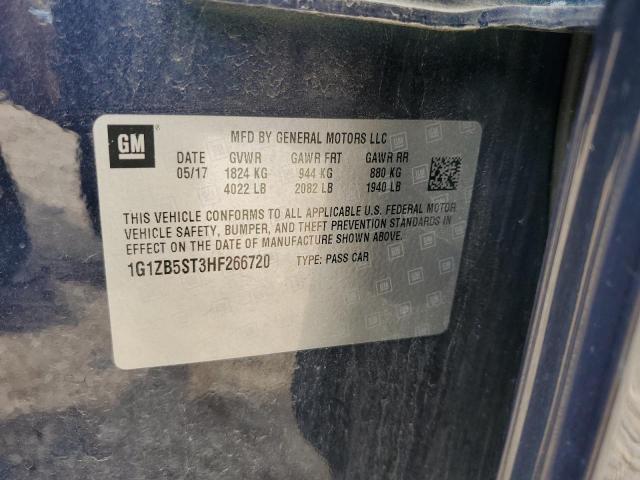 GM
MFD BY GENERAL MOTORS LLC
DATE GVWR GAWR FRT GAWR RR
05/17 1824 KG 944 KG 880 KG
4022 LB 2082 LB 1940 LB
THIS VEHICLE CONFORMS TO ALL APPLICABLE U.S. FEDERAL MOTOR
VEHICLE SAFETY, BUMPER, AND THEFT PREVENTION STANDARDS
IN EFFECT ON THE DATE OF MANUFACTURE SHOWN ABOVE.
1G1ZB5ST3HF266720 TYPE: PASS CAR